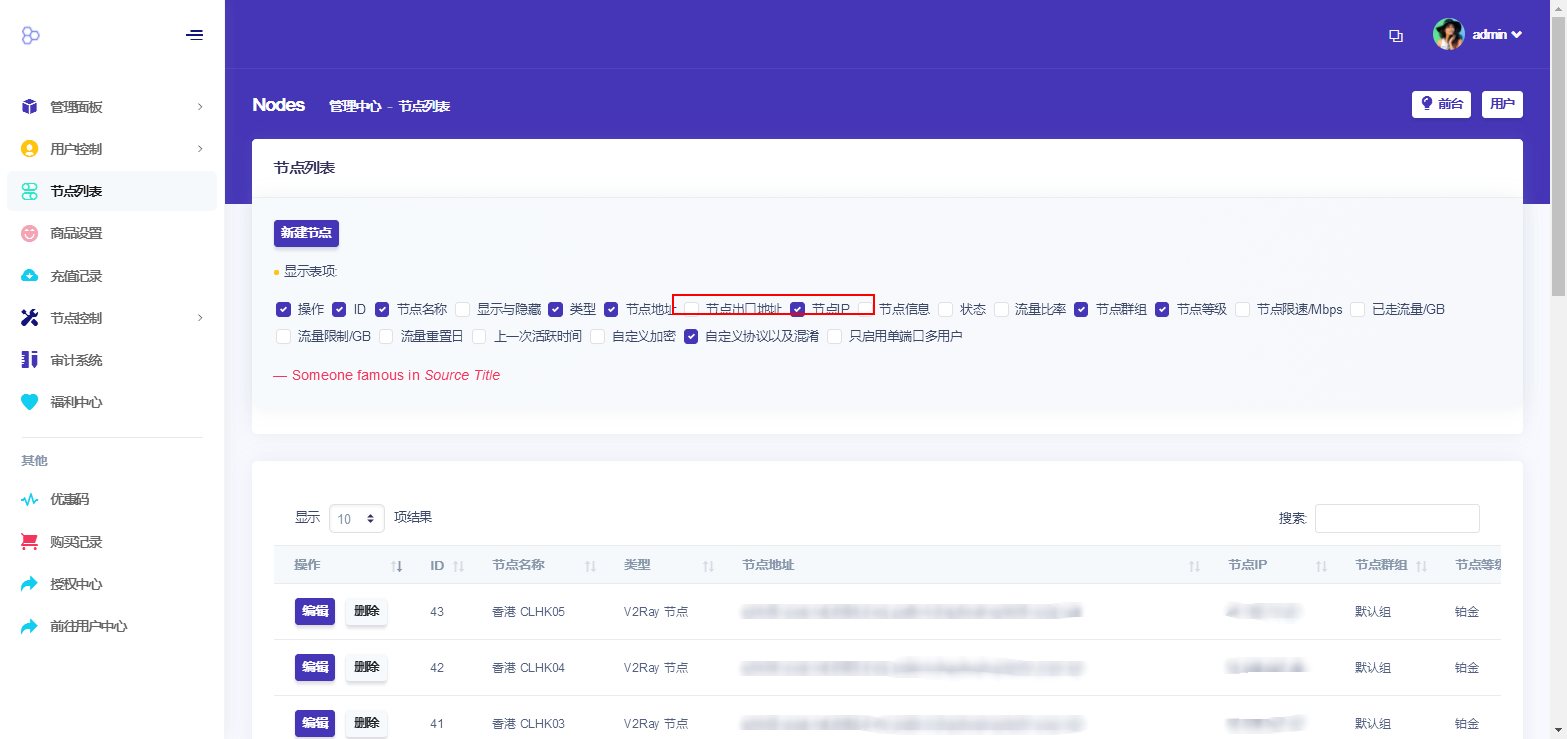 admin
管理面板
用户控制
节点列表
商品设置
充值记录
节点控制
审计系统
福利中心
其他
优惠码
购买记录
授权中心
前往用户中心
Nodes 管理中心 - 节点列表
前台 用户
节点列表
新建节点
显示表项:
操作 ID 节点名称 显示与隐藏 类型 节点地址 节点出口地址 节点IP 节点信息 状态 流量比率 节点群组 节点等级 节点限速/Mbps 已走流量/GB
流量限制/GB 流量重置日 上一次活跃时间 自定义加密 自定义协议以及混淆 只启用单端口多用户
— Someone famous in Source Title
显示 10 项结果 搜索:
操作 ID 节点名称 类型 节点地址 节点IP 节点群组 节点等级
编辑 删除 43 香港 CLHK05 V2Ray 节点 默认组 铂金
编辑 删除 42 香港 CLHK04 V2Ray 节点 默认组 铂金
编辑 删除 41 香港 CLHK03 V2Ray 节点 默认组 铂金